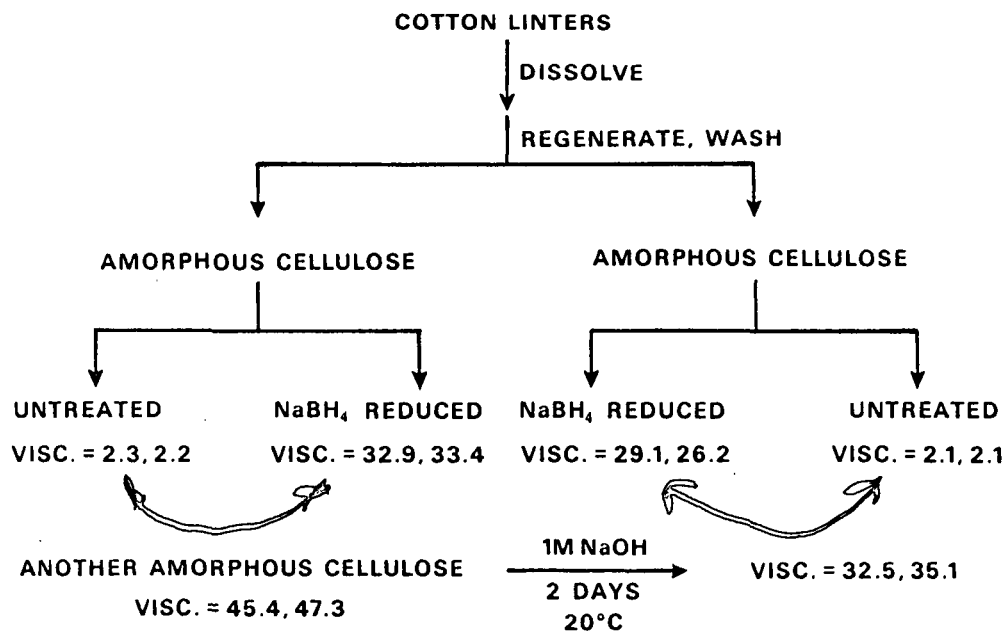 COTTON LINTERS
DISSOLVE
REGENERATE, WASH
AMORPHOUS CELLULOSE
AMORPHOUS CELLULOSE
UNTREATED
NaBH₄ REDUCED
NaBH₄ REDUCED
UNTREATED
VISC. = 2.3, 2.2
VISC. = 32.9, 33.4
VISC. = 29.1, 26.2
VISC. = 2.1, 2.1
ANOTHER AMORPHOUS CELLULOSE
VISC. = 45.4, 47.3
1M NaOH
2 DAYS
20°C
VISC. = 32.5, 35.1